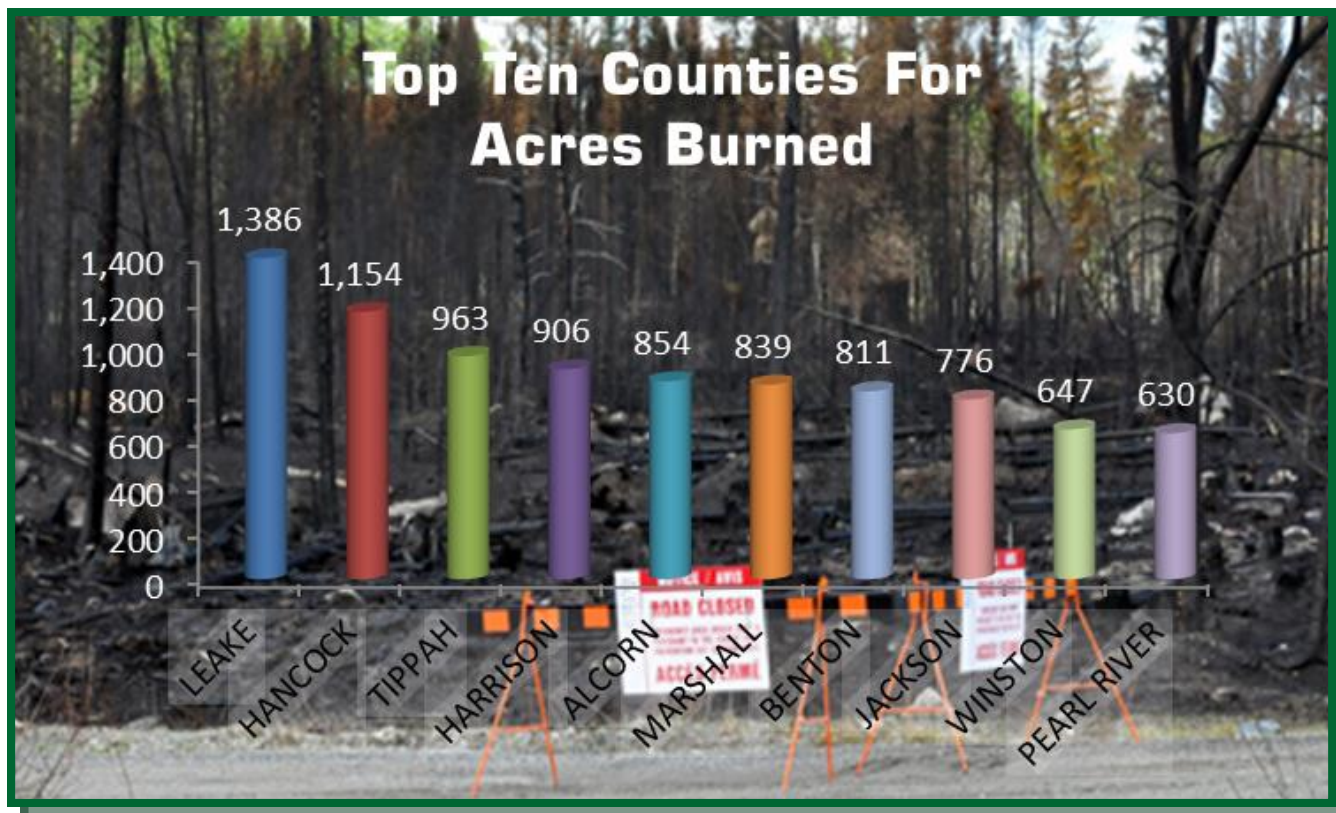 Top Ten Counties For
Acres Burned
1,386
1,154
963
906
854
839
811
776
647
630
1,400
1,200
1,000
800
600
400
200
0
LEAKE
HANCOCK
TIPPAH
HARRISON
ALCORN
MARSHALL
BENTON
JACKSON
WINSTON
PEARL RIVER
/ AVIS
ROAD CLOSED